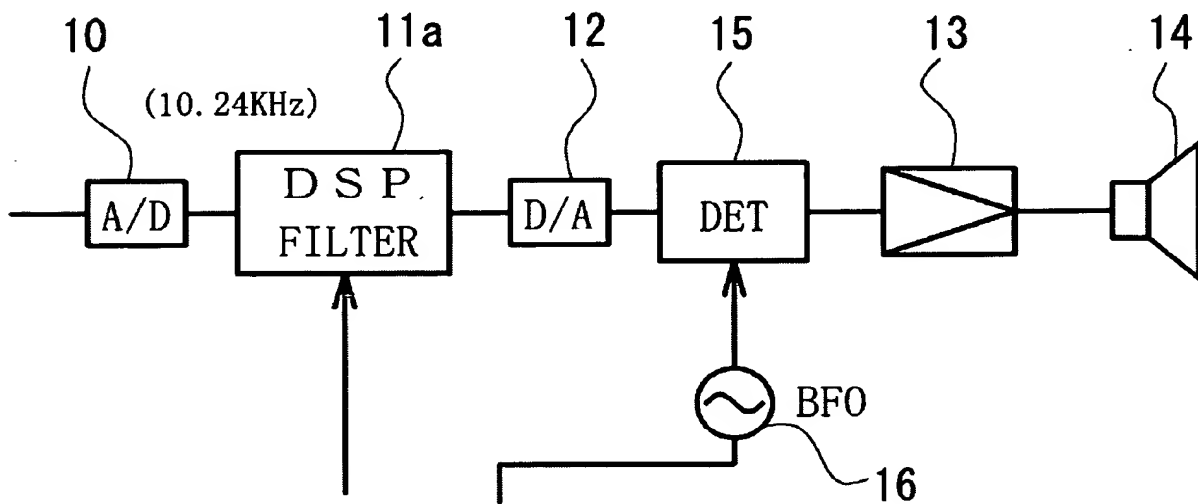 10
11a
12
15
13
14
(10.24KHz)
A/D
DSP
FILTER
D/A
DET
BFO
16